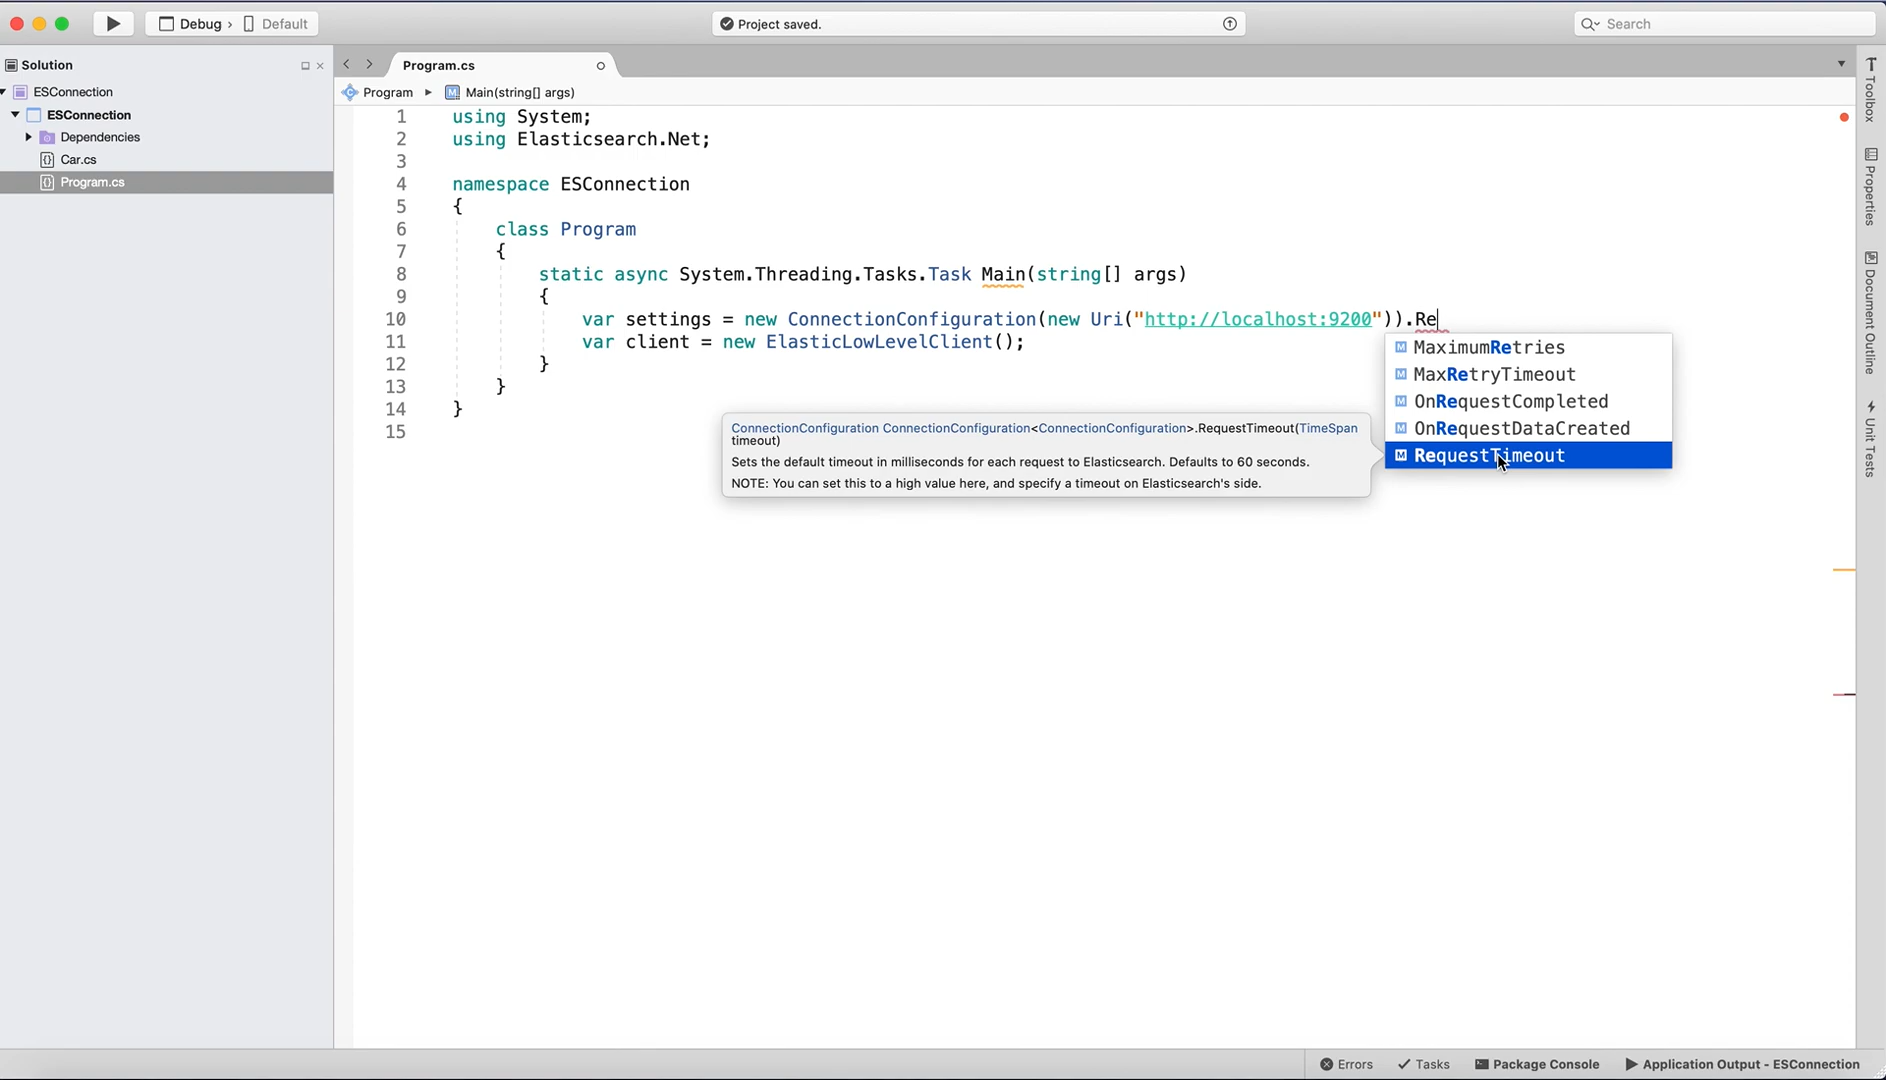 Debug › Default
Project saved.
Search
Solution
ESConnection
ESConnection
Dependencies
Car.cs
Program.cs
Program.cs
Program ▸ Main(string[] args)
1 using System;
2 using Elasticsearch.Net;
3
4 namespace ESConnection
5 {
6 class Program
7 {
8 static async System.Threading.Tasks.Task Main(string[] args)
9 {
10 var settings = new ConnectionConfiguration(new Uri("http://localhost:9200")).Re
11 var client = new ElasticLowLevelClient();
12 }
13 }
14 }
15
MaximumRetries
MaxRetryTimeout
OnRequestCompleted
OnRequestDataCreated
RequestTimeout
ConnectionConfiguration ConnectionConfiguration<ConnectionConfiguration>.RequestTimeout(TimeSpan
timeout)
Sets the default timeout in milliseconds for each request to Elasticsearch. Defaults to 60 seconds.
NOTE: You can set this to a high value here, and specify a timeout on Elasticsearch's side.
Toolbox
Properties
Document Outline
Unit Tests
Errors
Tasks
Package Console
Application Output - ESConnection